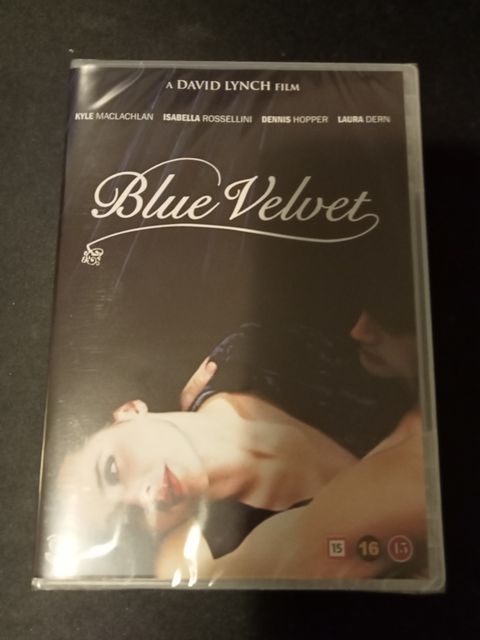 A DAVID LYNCH FILM
KYLE MACLACHLAN ISABELLA ROSSELLINI DENNIS HOPPER LAURA DERN
Blue Velvet
15 16 15